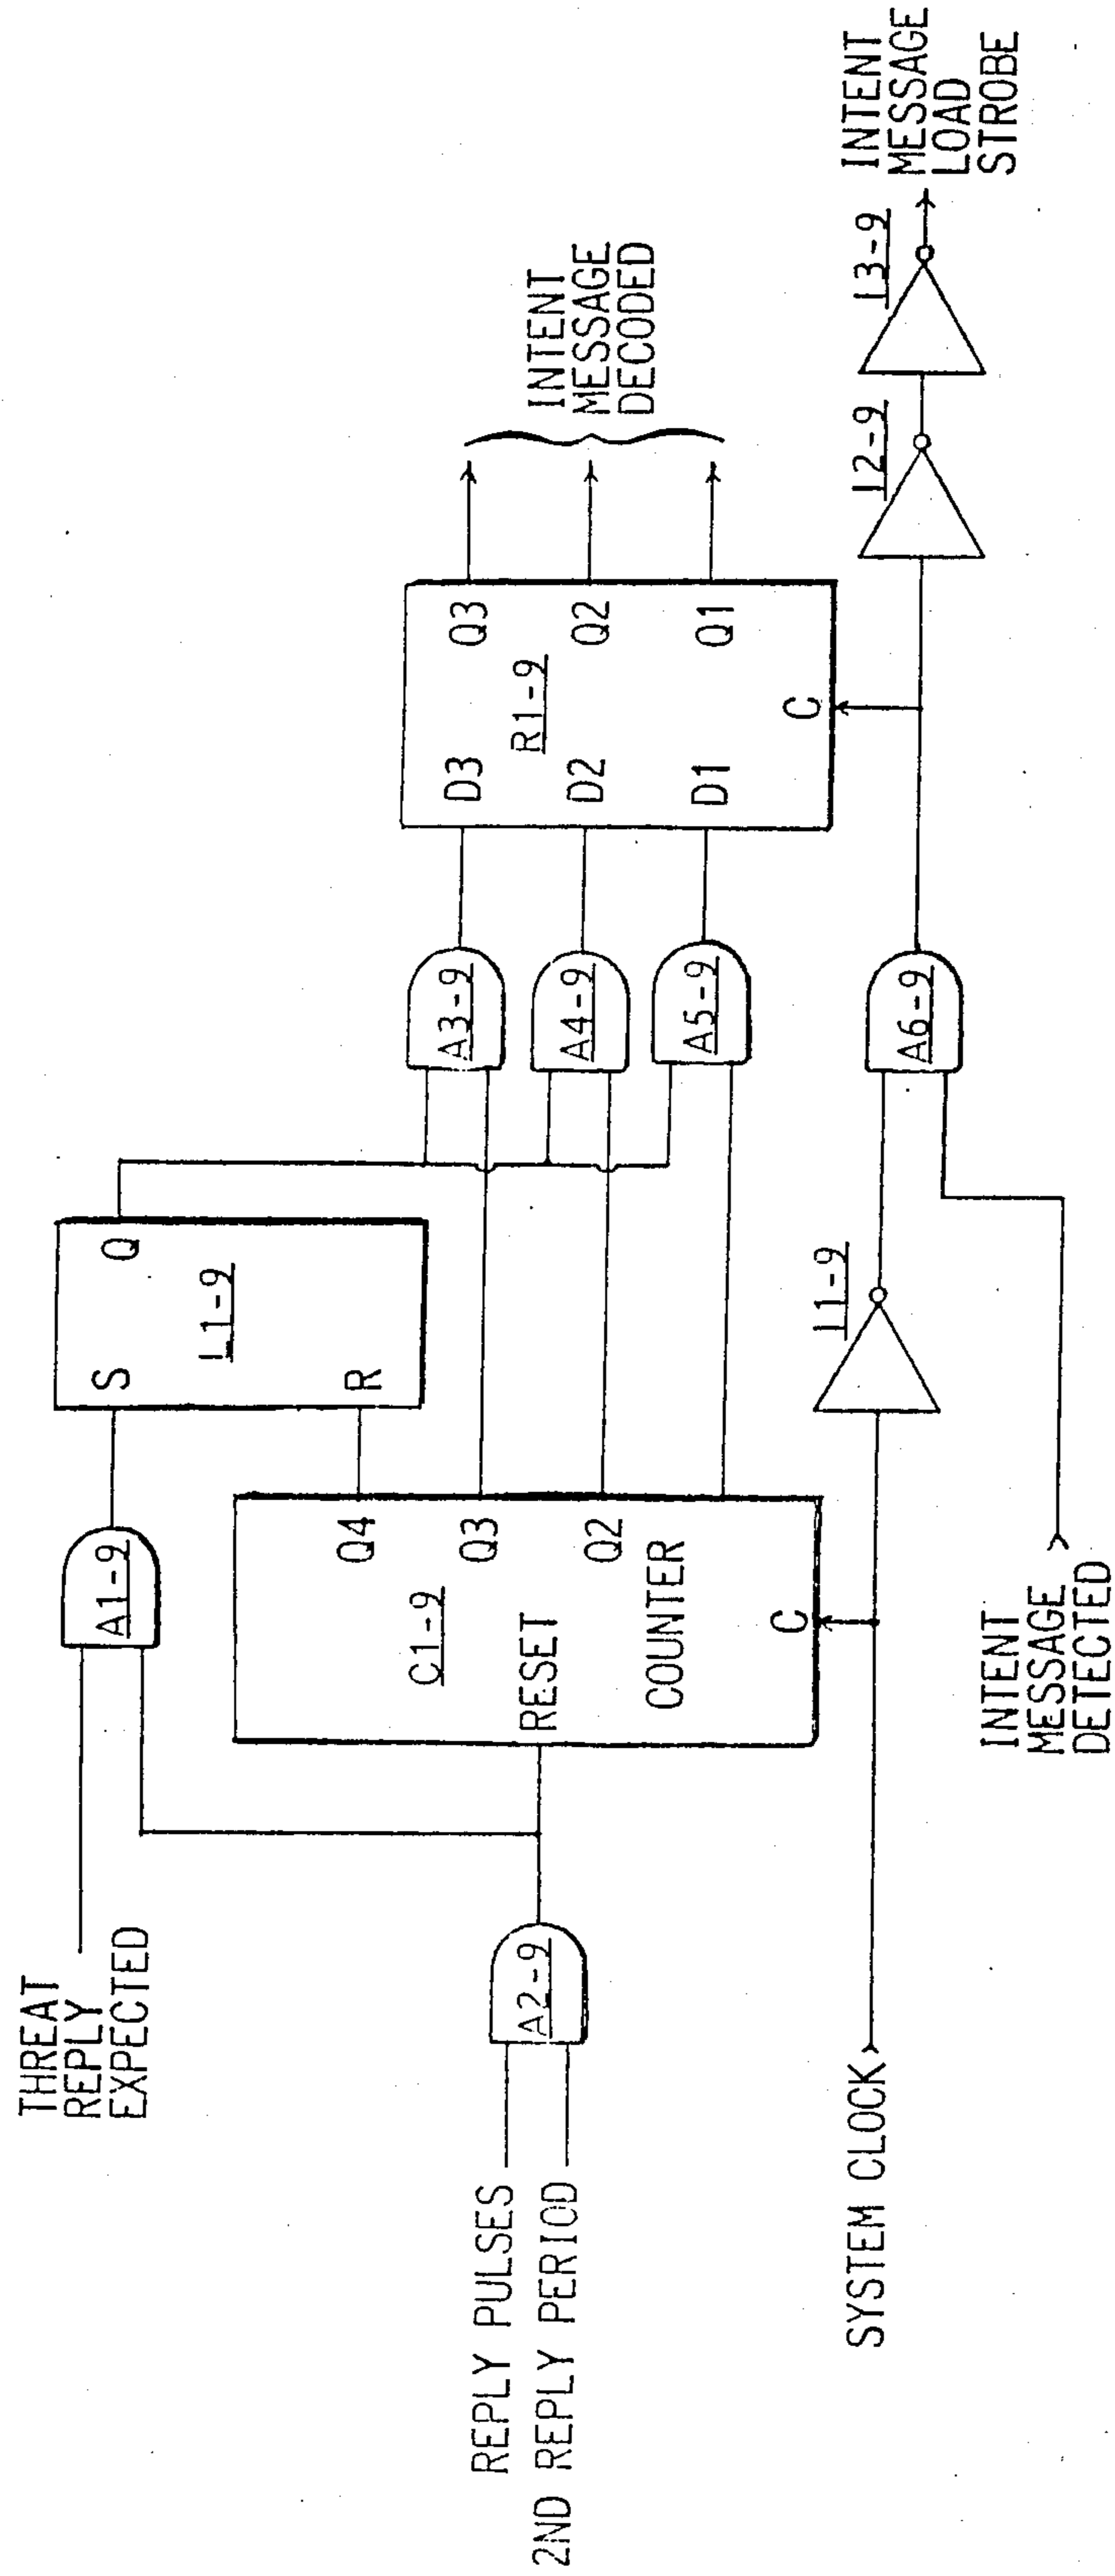 THREAT
REPLY
EXPECTED
A1-9
S
Q
L1-9
R
REPLY PULSES
2ND REPLY PERIOD
A2-9
Q4
C1-9
Q3
RESET
Q2
COUNTER
C
A3-9
A4-9
A5-9
D3
Q3
R1-9
D2
Q2
D1
Q1
C
INTENT
MESSAGE
DECODED
SYSTEM CLOCK
I1-9
INTENT
MESSAGE
DETECTED
A6-9
I2-9
I3-9
INTENT
MESSAGE
LOAD
STROBE